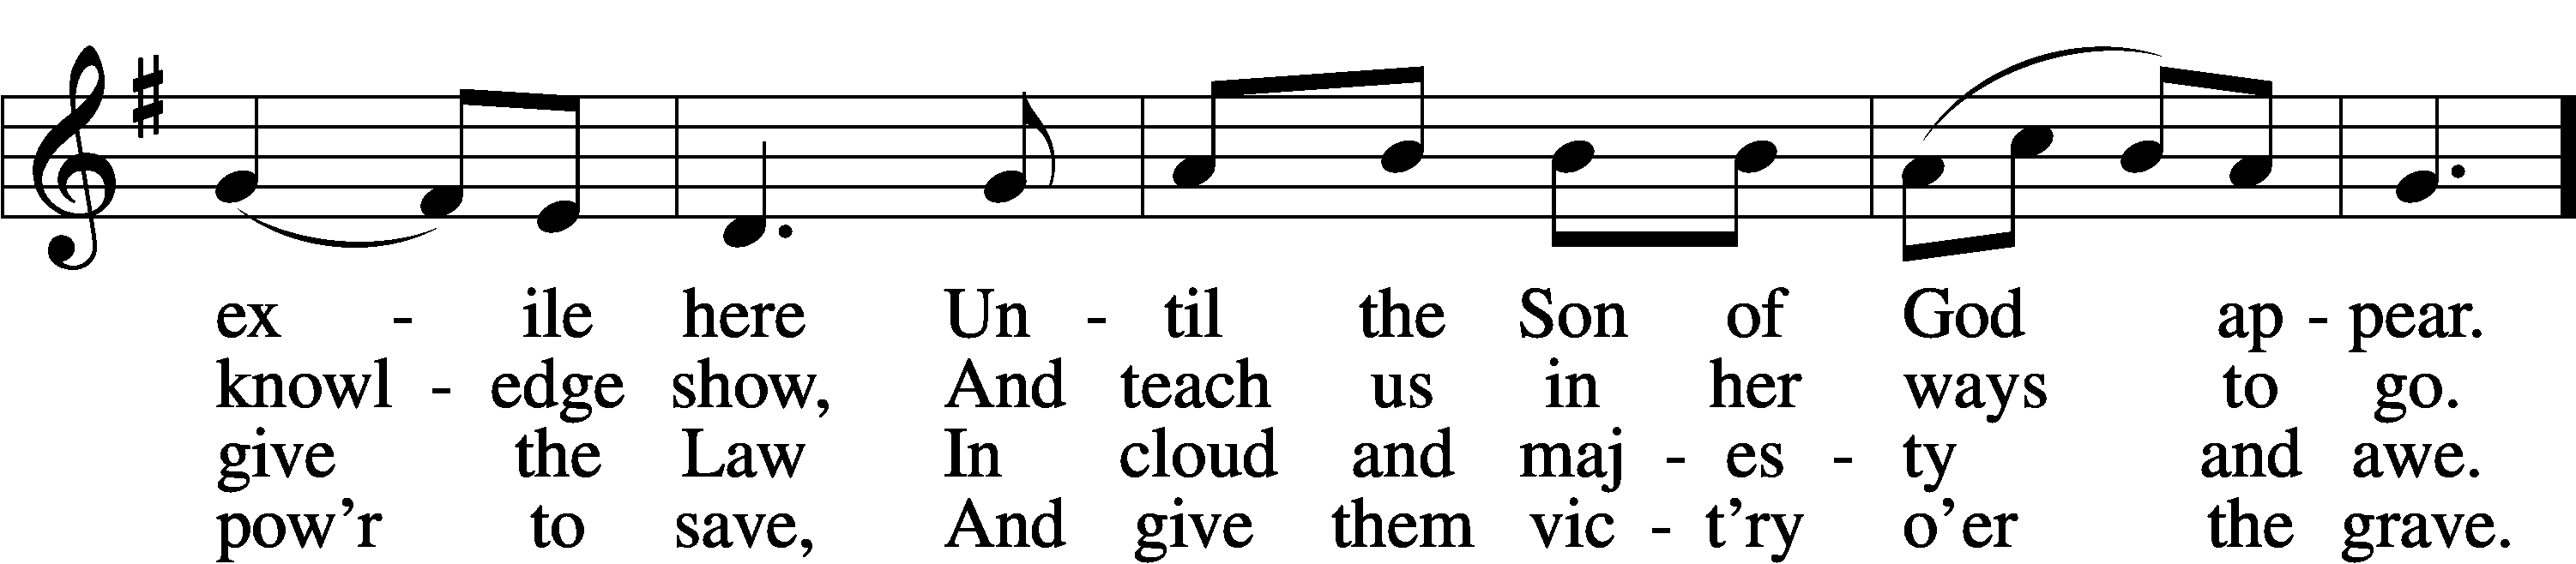 ex - ile here Un - til the Son of God ap - pear.
knowl - edge show, And teach us in her ways to go.
give the Law In cloud and maj - es - ty and awe.
pow’r to save, And give them vic - t’ry o’er the grave.